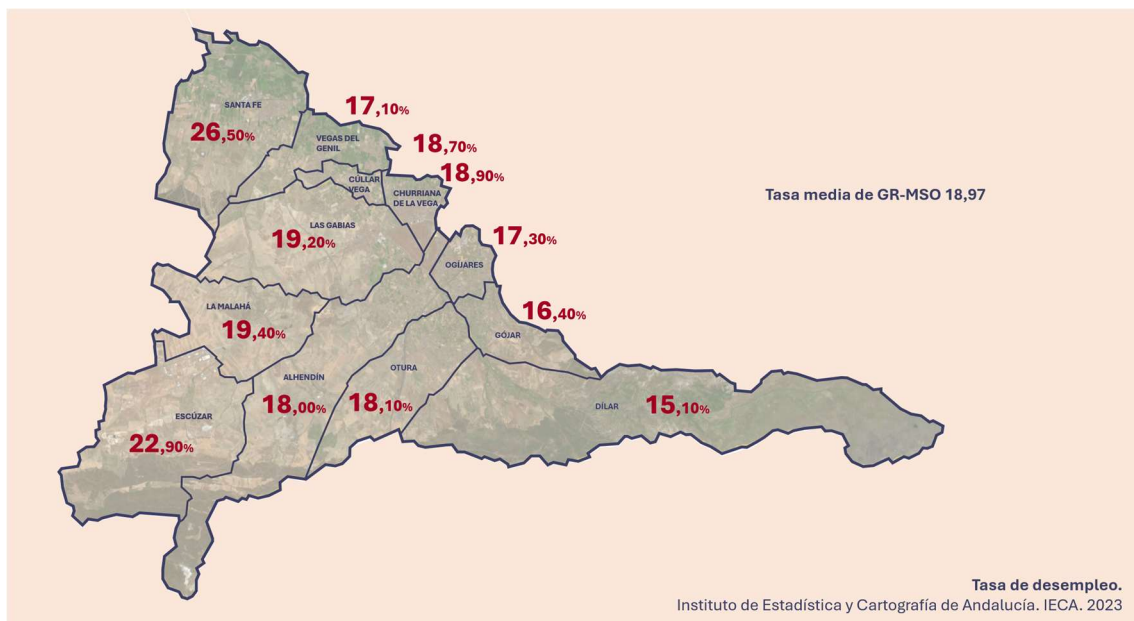 17,10%
SANTA FE
26,50%
VEGAS DEL
GENIL
18,70%
18,90%
CÚLLAR
VEGA
CHURRIANA
DE LA VEGA
Tasa media de GR-MSO 18,97
LAS GABIAS
19,20%
17,30%
OGÍJARES
LA MALAHÁ
19,40%
16,40%
GÓJAR
OTURA
ALHENDÍN
18,00%
18,10%
DÍLAR
15,10%
ESCÚZAR
22,90%
Tasa de desempleo.
Instituto de Estadística y Cartografía de Andalucía. IECA. 2023